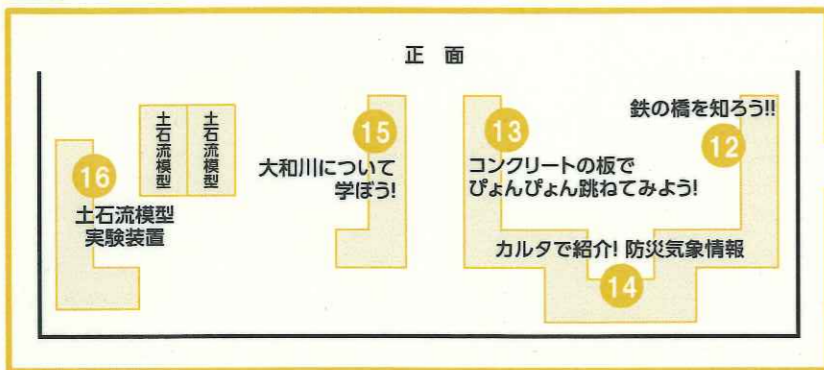 正面
土石流模型
土石流模型
16
土石流模型
実験装置
15
大和川について
学ぼう!
13
コンクリートの板で
ぴょんぴょん跳ねてみよう!
鉄の橋を知ろう!!
12
カルタで紹介! 防災気象情報
14